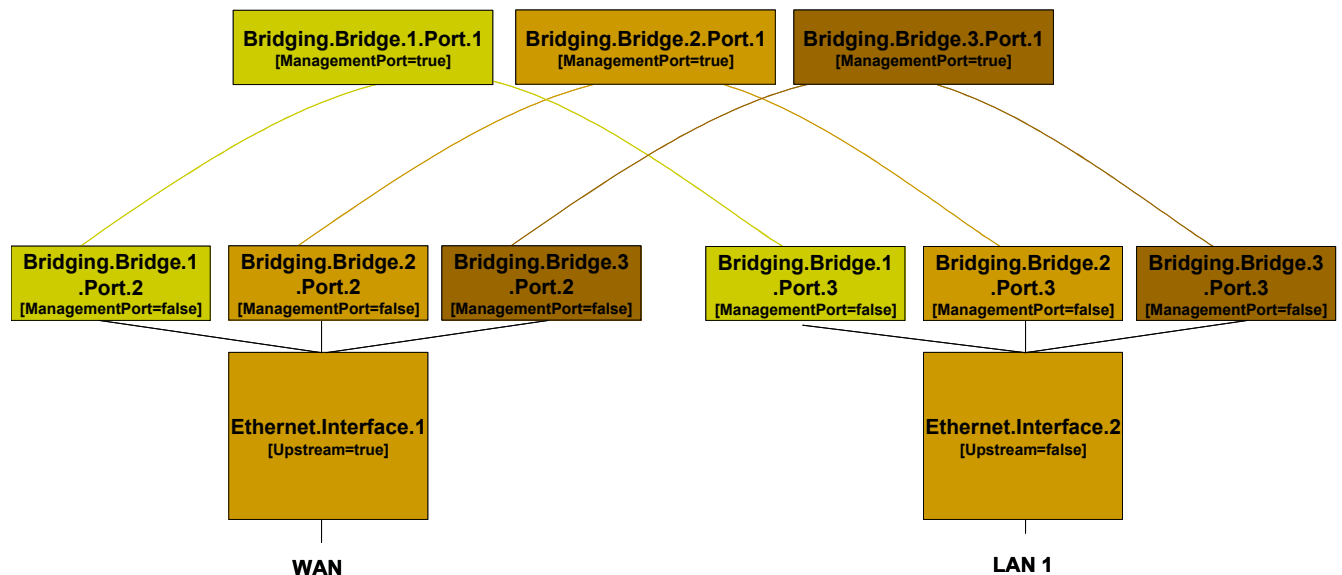 Bridging.Bridge.1.Port.1
[ManagementPort=true]
Bridging.Bridge.2.Port.1
[ManagementPort=true]
Bridging.Bridge.3.Port.1
[ManagementPort=true]
Bridging.Bridge.1
.Port.2
[ManagementPort=false]
Bridging.Bridge.2
.Port.2
[ManagementPort=false]
Bridging.Bridge.3
.Port.2
[ManagementPort=false]
Bridging.Bridge.1
.Port.3
[ManagementPort=false]
Bridging.Bridge.2
.Port.3
[ManagementPort=false]
Bridging.Bridge.3
.Port.3
[ManagementPort=false]
Ethernet.Interface.1
[Upstream=true]
Ethernet.Interface.2
[Upstream=false]
WAN
LAN 1